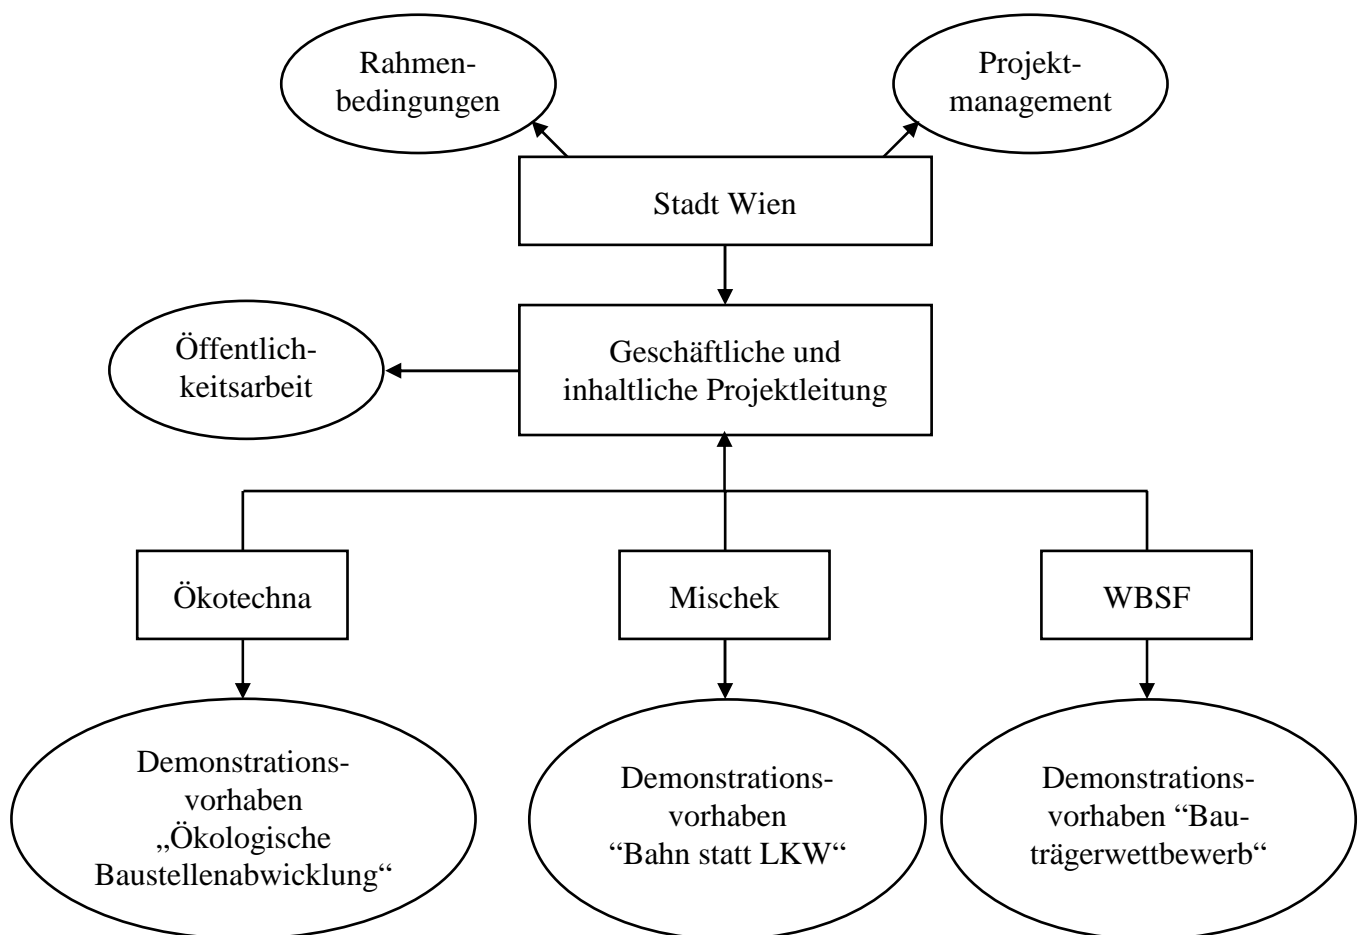 Rahmen-
bedingungen
Projekt-
management
Stadt Wien
Öffentlich-
keitsarbeit
Geschäftliche und
inhaltliche Projektleitung
Ökotechna
Mischek
WBSF
Demonstrations-
vorhaben
„Ökologische
Baustellenabwicklung“
Demonstrations-
vorhaben
“Bahn statt LKW“
Demonstrations-
vorhaben “Bau-
trägerwettbewerb“